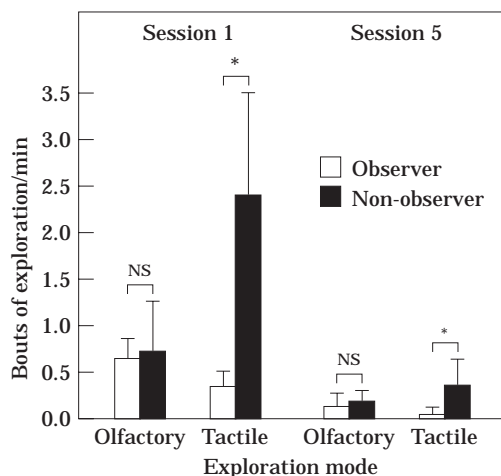 Session 1 Session 5
*
3.5
3.0
2.5
Observer
2.0
Non-observer
1.5
NS
1.0
*
NS
0.5
0.0
Olfactory Tactile Olfactory Tactile
Exploration mode
Bouts of exploration/min